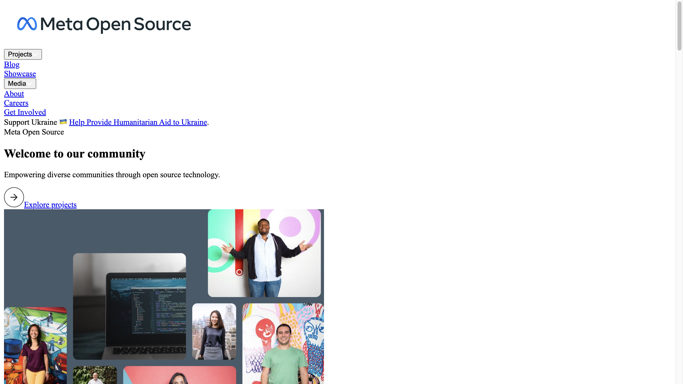 Meta Open Source
Projects
Blog
Showcase
Media
About
Careers
Get Involved
Support Ukraine 🇺🇦 Help Provide Humanitarian Aid to Ukraine.
Meta Open Source
Welcome to our community
Empowering diverse communities through open source technology.
Explore projects